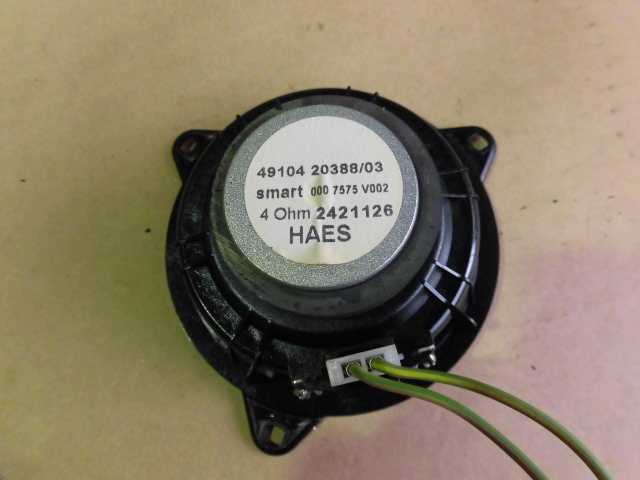 49104 20388/03
smart 000 7575 V002
4 Ohm 2421126
HAES